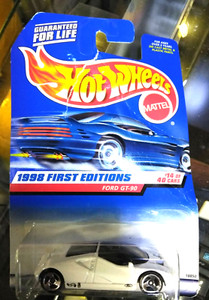 GUARANTEED
FOR LIFE
Hot Wheels
MATTEL
1998 FIRST EDITIONS
#14 OF
40 CARS
FORD GT-90